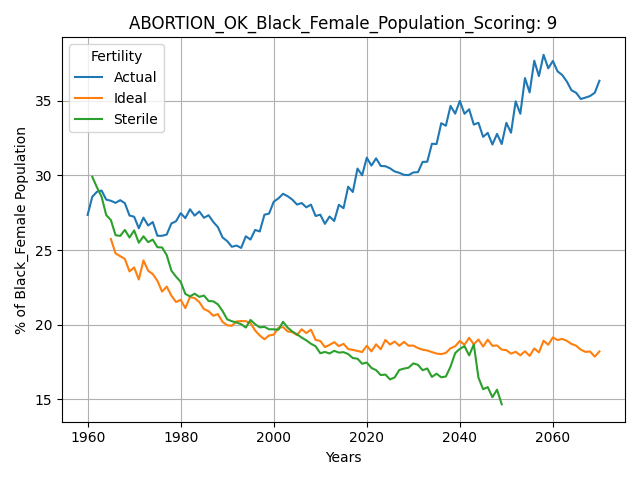 ABORTION_OK_Black_Female_Population_Scoring: 9
Fertility
Actual
Ideal
Sterile
% of Black_Female Population
35
30
25
20
15
1960 1980 2000 2020 2040 2060
Years